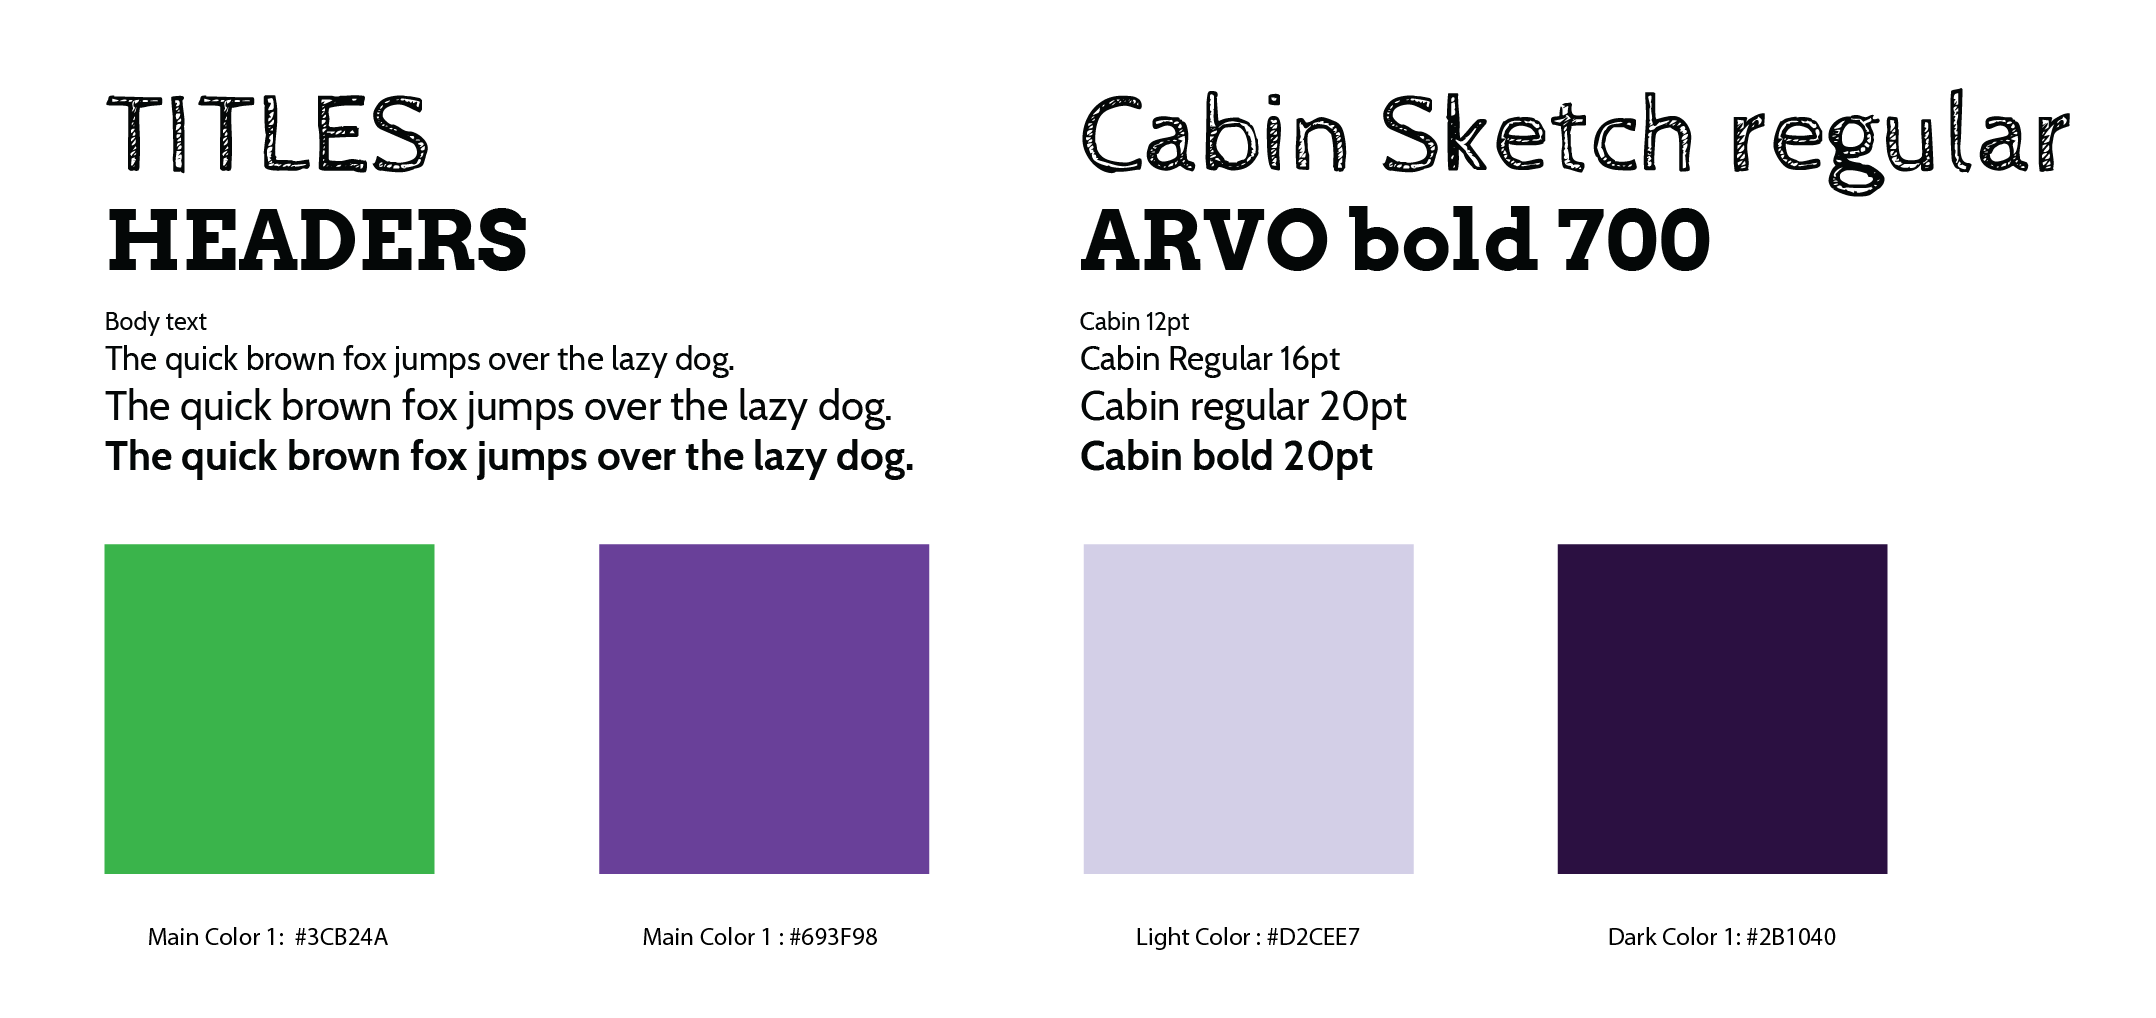 TITLES
Cabin Sketch regular
HEADERS
ARVO bold 700
Body text
Cabin 12pt
The quick brown fox jumps over the lazy dog.
Cabin Regular 16pt
The quick brown fox jumps over the lazy dog.
Cabin regular 20pt
The quick brown fox jumps over the lazy dog.
Cabin bold 20pt
Main Color 1:  #3CB24A
Main Color 1 : #693F98
Light Color : #D2CEE7
Dark Color 1: #2B1040